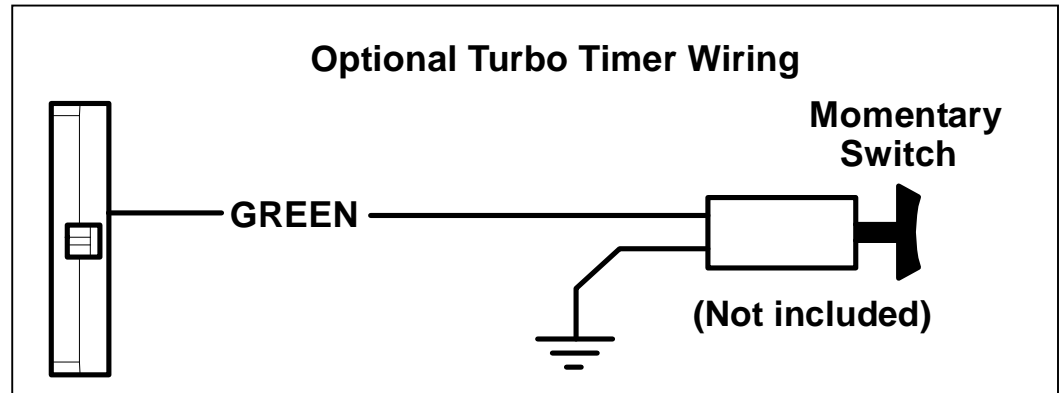 Optional Turbo Timer Wiring
Momentary
Switch
GREEN
(Not included)